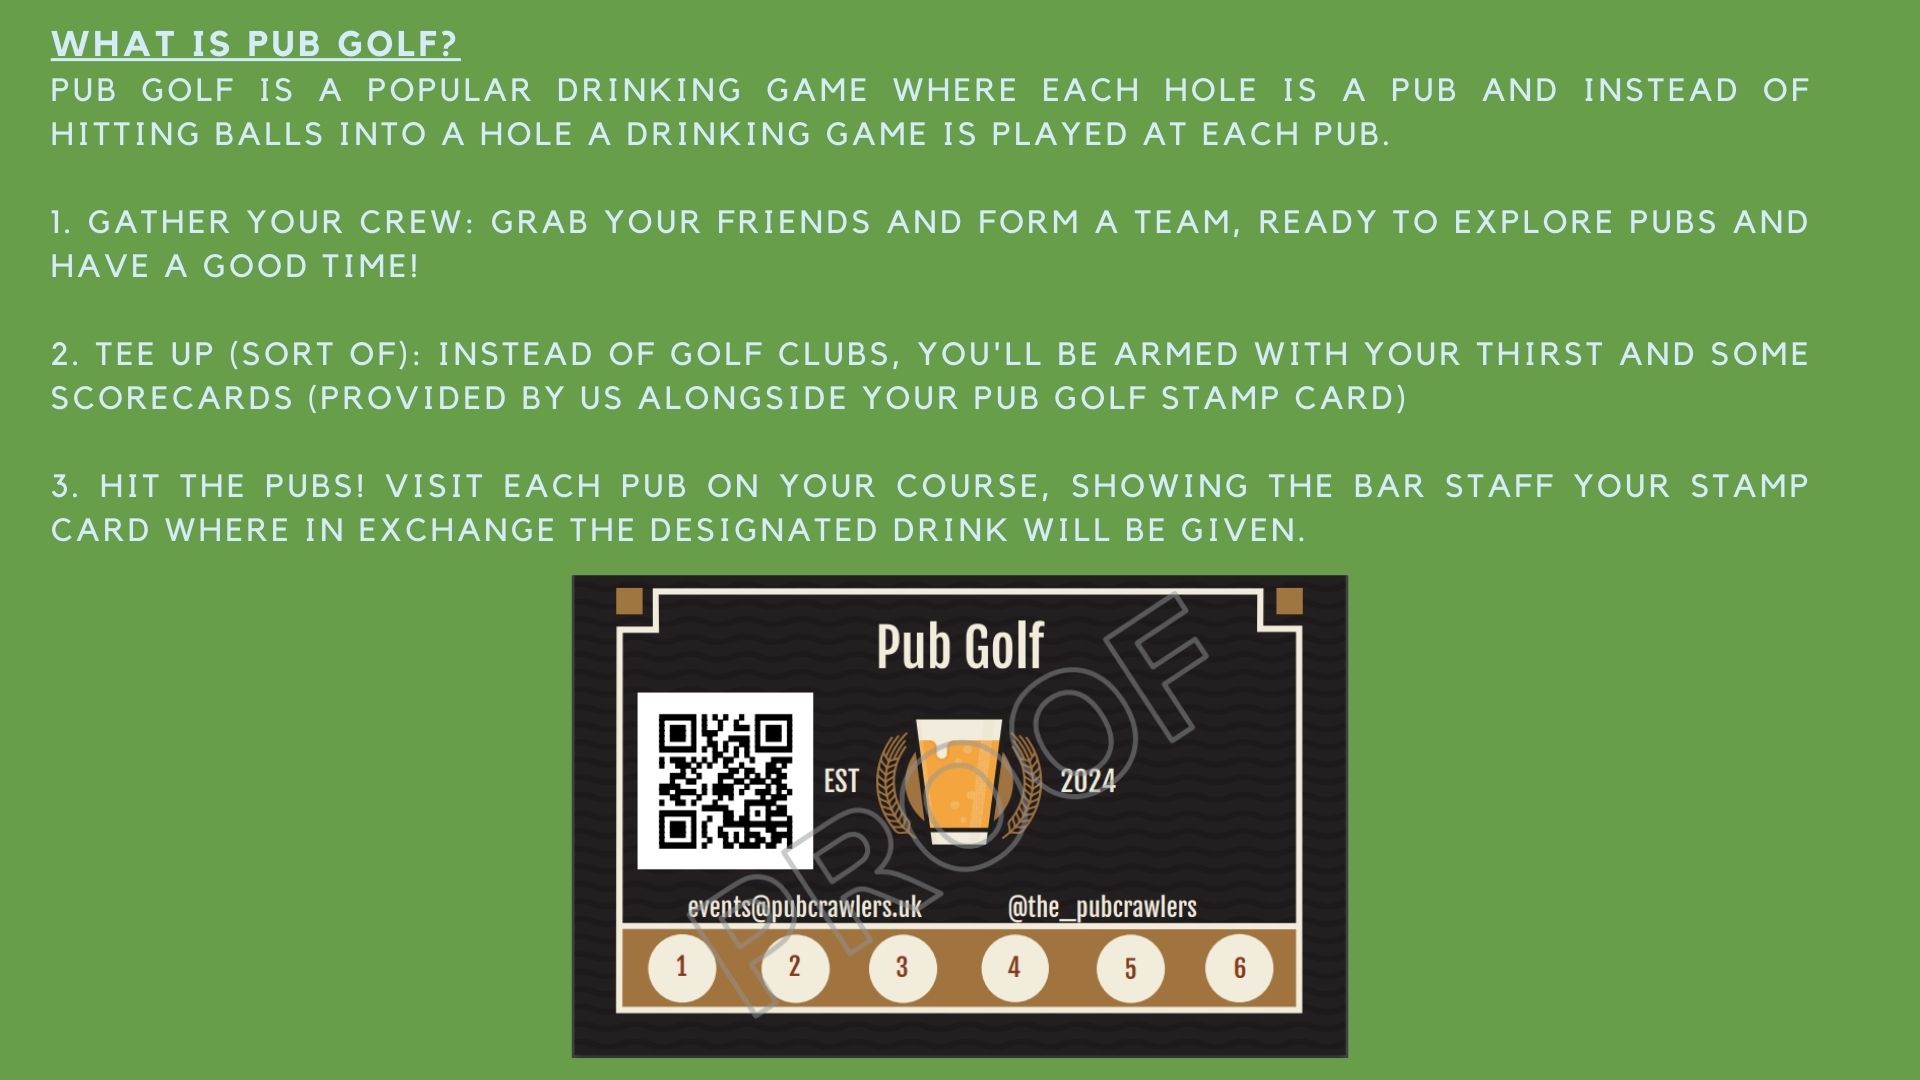 WHAT IS PUB GOLF?
PUB GOLF IS A POPULAR DRINKING GAME WHERE EACH HOLE IS A PUB AND INSTEAD OF
HITTING BALLS INTO A HOLE A DRINKING GAME IS PLAYED AT EACH PUB.
1. GATHER YOUR CREW: GRAB YOUR FRIENDS AND FORM A TEAM, READY TO EXPLORE PUBS AND
HAVE A GOOD TIME!
2. TEE UP (SORT OF): INSTEAD OF GOLF CLUBS, YOU'LL BE ARMED WITH YOUR THIRST AND SOME
SCORECARDS (PROVIDED BY US ALONGSIDE YOUR PUB GOLF STAMP CARD)
3. HIT THE PUBS! VISIT EACH PUB ON YOUR COURSE, SHOWING THE BAR STAFF YOUR STAMP
CARD WHERE IN EXCHANGE THE DESIGNATED DRINK WILL BE GIVEN.
Pub Golf
EST 2024
PROOF
events@pubcrawlers.uk @the_pubcrawlers
1 2 3 4 5 6